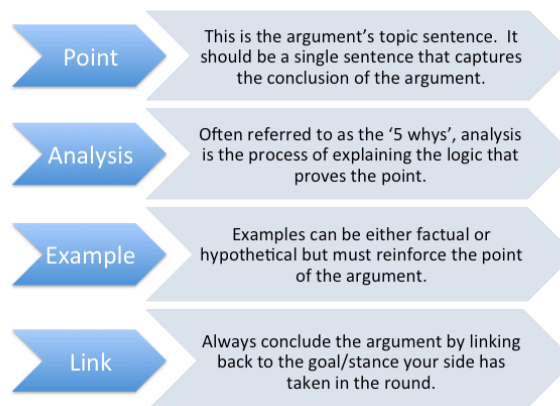 Point
This is the argument's topic sentence.  It
should be a single sentence that captures
the conclusion of the argument.
Analysis
Often referred to as the '5 whys', analysis
is the process of explaining the logic that
proves the point.
Example
Examples can be either factual or
hypothetical but must reinforce the point
of the argument.
Link
Always conclude the argument by linking
back to the goal/stance your side has
taken in the round.